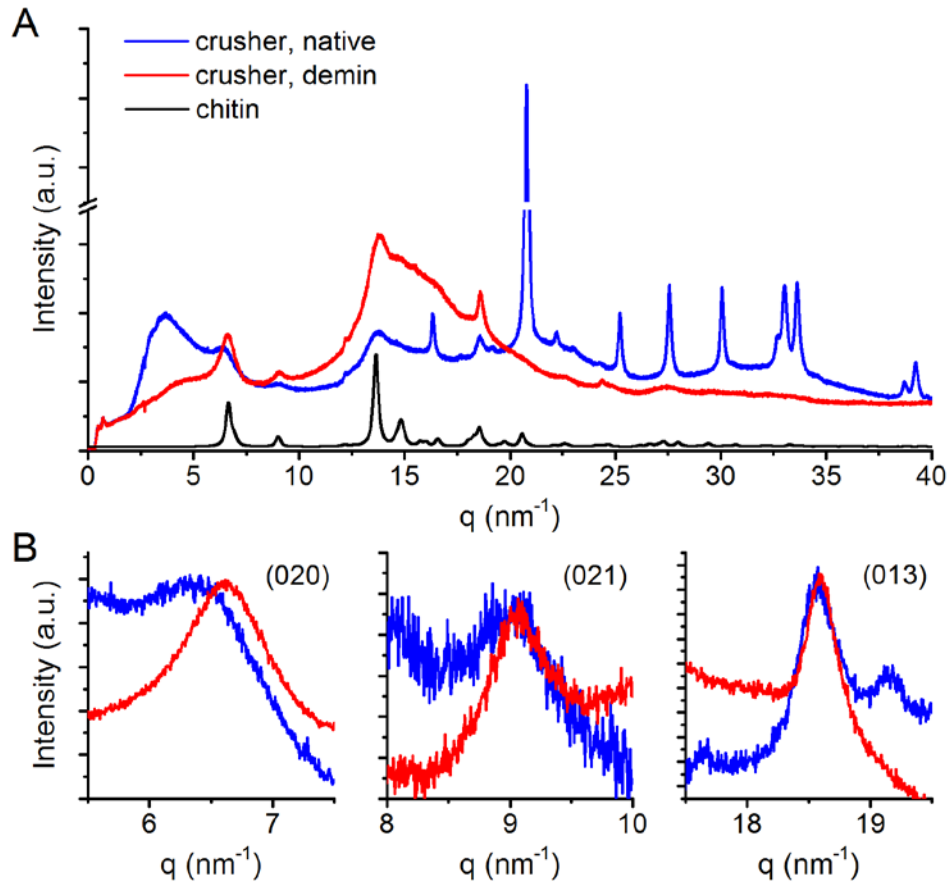 A
crusher, native
crusher, demin
chitin
Intensity (a.u.)
0 5 10 15 20 25 30 35 40
q (nm⁻¹)
B
(020) (021) (013)
Intensity (a.u.)
6 7 8 9 10 18 19
q (nm⁻¹) q (nm⁻¹) q (nm⁻¹)